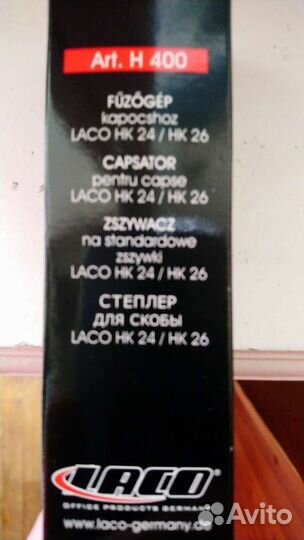 Art. H 400
FŰZŐGÉP
kapocshoz
LACO HK 24 / HK 26
CAPSATOR
pentru capse
LACO HK 24 / HK 26
ZSZYWACZ
na standardowe
zszywki
LACO HK 24 / HK 26
СТЕПЛЕР
ДЛЯ СКОБЫ
LACO HK 24 / HK 26
LACO®
OFFICE PRODUCTS GERMANY
www.laco-germany.de
Avito